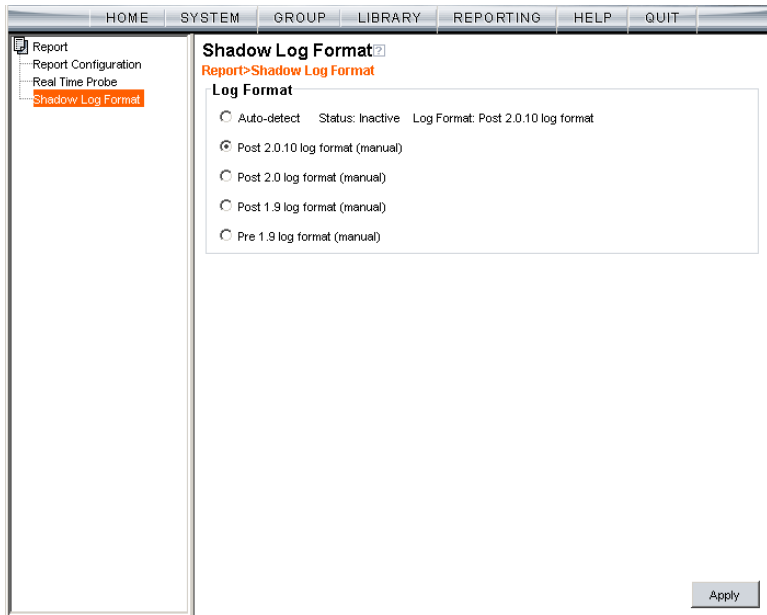 HOME SYSTEM GROUP LIBRARY REPORTING HELP QUIT
Report
Report Configuration
Real Time Probe
Shadow Log Format
Shadow Log Format?
Report>Shadow Log Format
Log Format
Auto-detect Status: Inactive Log Format: Post 2.0.10 log format
Post 2.0.10 log format (manual)
Post 2.0 log format (manual)
Post 1.9 log format (manual)
Pre 1.9 log format (manual)
Apply